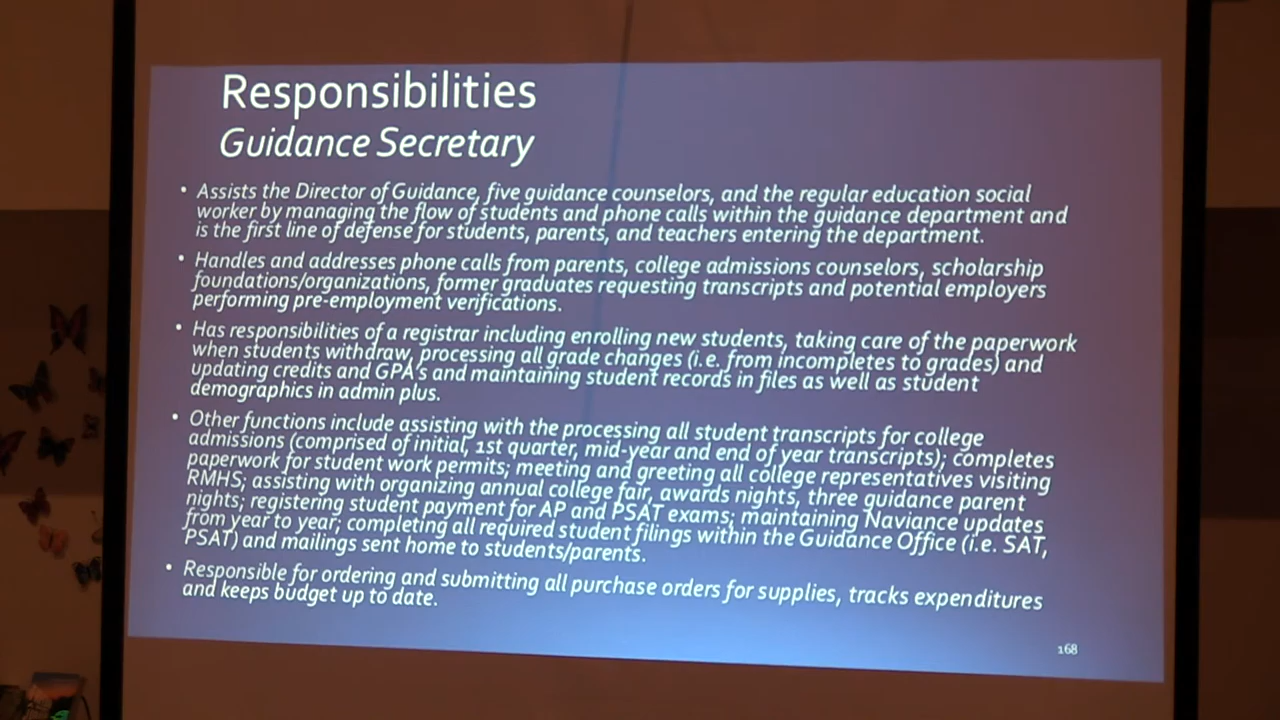 Responsibilities
Guidance Secretary
• Assists the Director of Guidance, five guidance counselors, and the regular education social
worker by managing the flow of students and phone calls within the guidance department and
is the first line of defense for students, parents, and teachers entering the department.
• Handles and addresses phone calls from parents, college admissions counselors, scholarship
foundations/organizations, former graduates requesting transcripts and potential employers
performing pre-employment verifications.
• Has responsibilities of a registrar including enrolling new students, taking care of the paperwork
when students withdraw, processing all grade changes (i.e. from incompletes to grades) and
updating credits and GPA's and maintaining student records in files as well as student
demographics in admin plus.
• Other functions include assisting with the processing all student transcripts for college
admissions (comprised of initial, 1st quarter, mid-year and end of year transcripts); completes
paperwork for student work permits; meeting and greeting all college representatives visiting
RMHS; assisting with organizing annual college fair, awards nights, three guidance parent
nights; registering student payment for AP and PSAT exams; maintaining Naviance updates
from year to year; completing all required student filings within the Guidance Office (i.e. SAT,
PSAT) and mailings sent home to students/parents.
• Responsible for ordering and submitting all purchase orders for supplies, tracks expenditures
and keeps budget up to date.
168